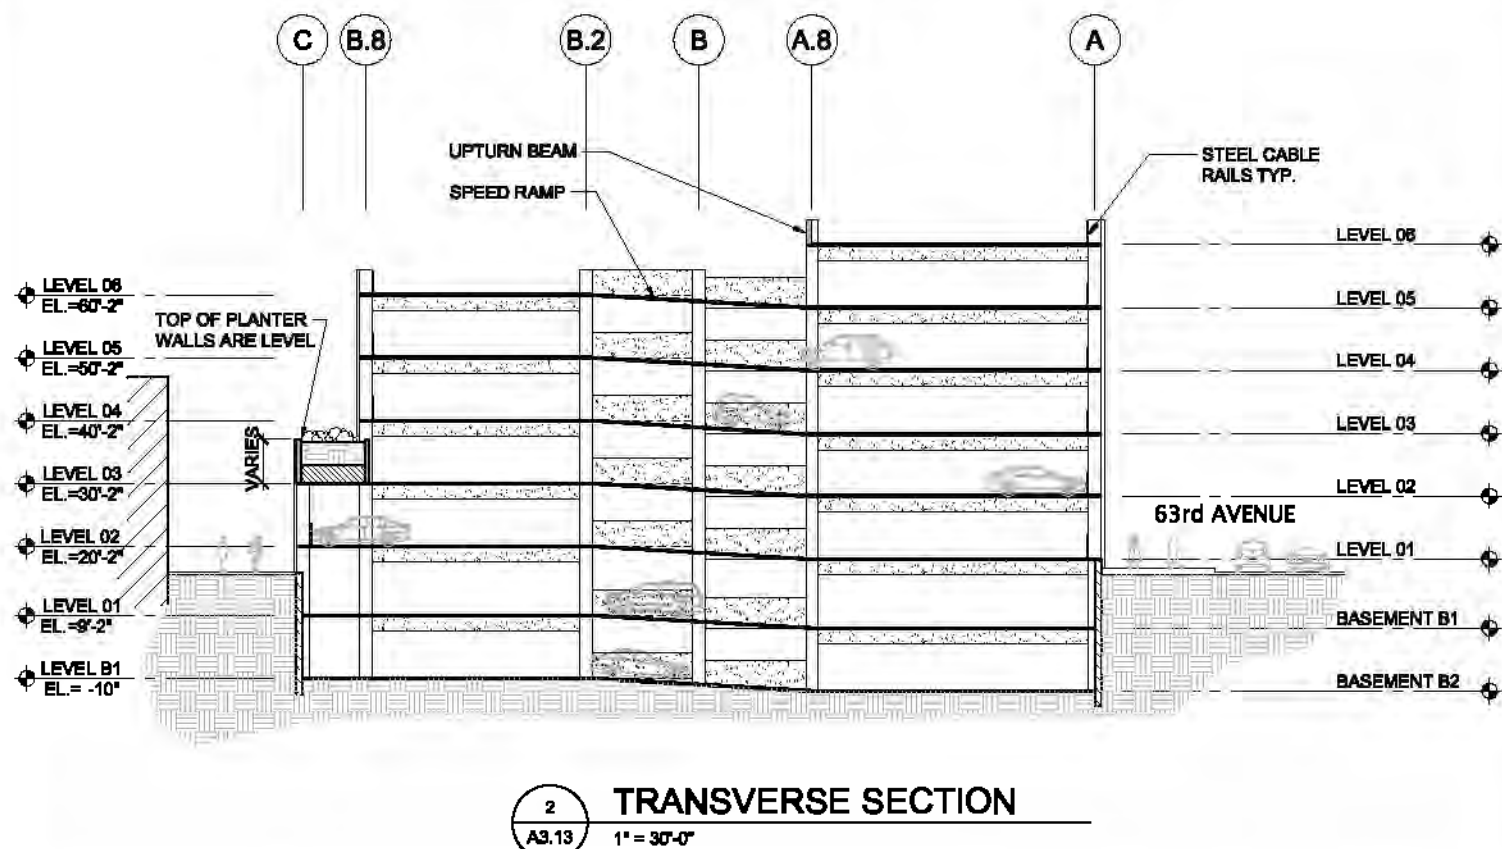 C B.8 B.2 B A.8 A
UPTURN BEAM
SPEED RAMP
STEEL CABLE
RAILS TYP.
LEVEL 06
EL.=60'-2"
TOP OF PLANTER
WALLS ARE LEVEL
LEVEL 05
EL.=50'-2"
LEVEL 04
EL.=40'-2"
VARIES
LEVEL 03
EL.=30'-2"
LEVEL 02
EL.=20'-2"
LEVEL 01
EL.=9'-2"
LEVEL B1
EL.= -10"
LEVEL 06
LEVEL 05
LEVEL 04
LEVEL 03
LEVEL 02
63rd AVENUE
LEVEL 01
BASEMENT B1
BASEMENT B2
2
A3.13
TRANSVERSE SECTION
1" = 30'-0"